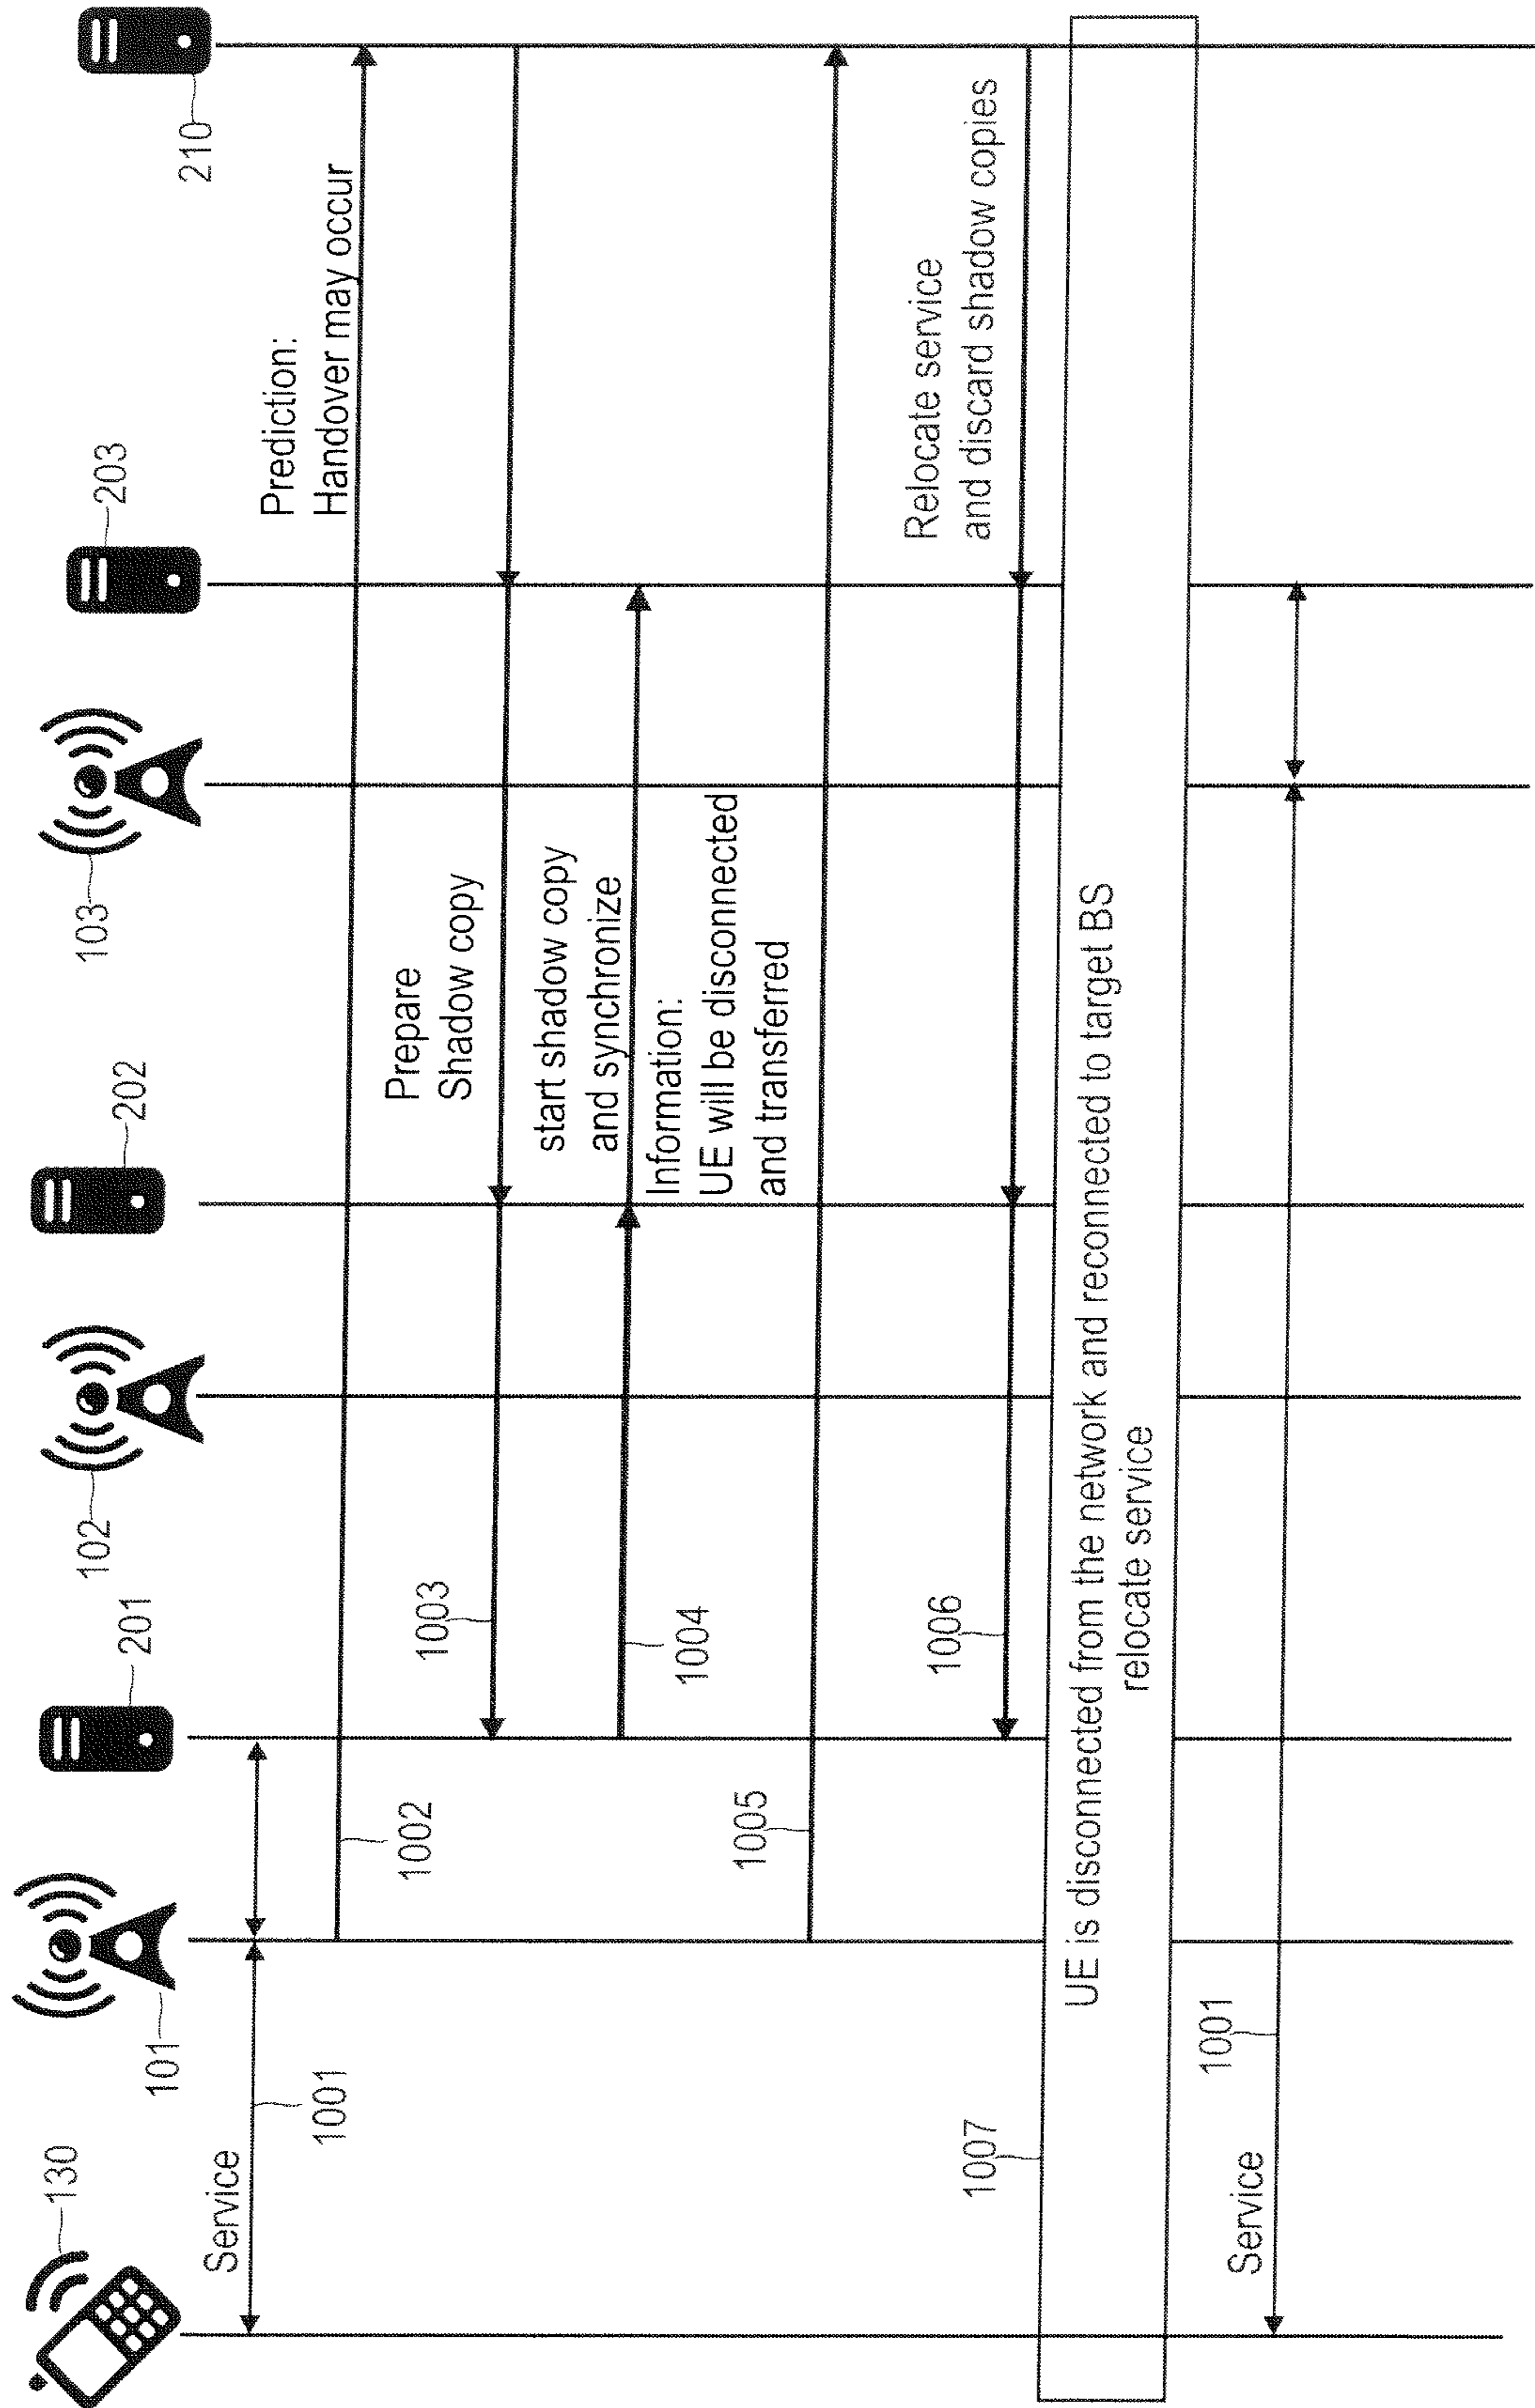 130
101
201
102
202
103
203
210
Service
1001
Prediction:
Handover may occur
1002
Prepare
Shadow copy
1003
start shadow copy
and synchronize
1004
Information:
UE will be disconnected
and transferred
1005
Relocate service
and discard shadow copies
1006
1007
UE is disconnected from the network and reconnected to target BS
relocate service
Service
1001